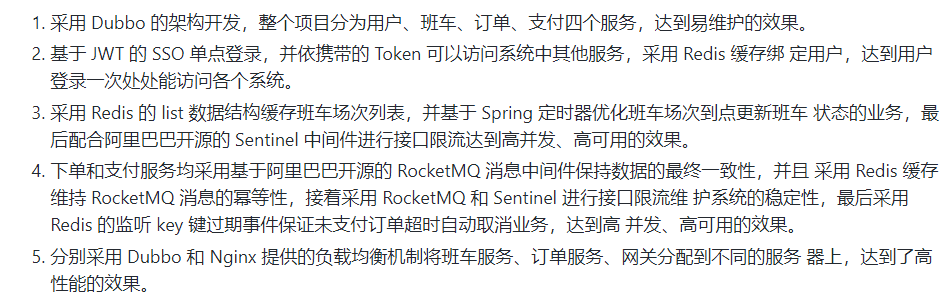 1. 采用 Dubbo 的架构开发，整个项目分为用户、班车、订单、支付四个服务，达到易维护的效果。
2. 基于 JWT 的 SSO 单点登录，并依携带的 Token 可以访问系统中其他服务，采用 Redis 缓存绑 定用户，达到用户
登录一次处处能访问各个系统。
3. 采用 Redis 的 list 数据结构缓存班车场次列表，并基于 Spring 定时器优化班车场次到点更新班车 状态的业务，最
后配合阿里巴巴开源的 Sentinel 中间件进行接口限流达到高并发、高可用的效果。
4. 下单和支付服务均采用基于阿里巴巴开源的 RocketMQ 消息中间件保持数据的最终一致性，并且 采用 Redis 缓存
维持 RocketMQ 消息的幂等性，接着采用 RocketMQ 和 Sentinel 进行接口限流维 护系统的稳定性，最后采用
Redis 的监听 key 键过期事件保证未支付订单超时自动取消业务，达到高 并发、高可用的效果。
5. 分别采用 Dubbo 和 Nginx 提供的负载均衡机制将班车服务、订单服务、网关分配到不同的服务 器上，达到了高
性能的效果。